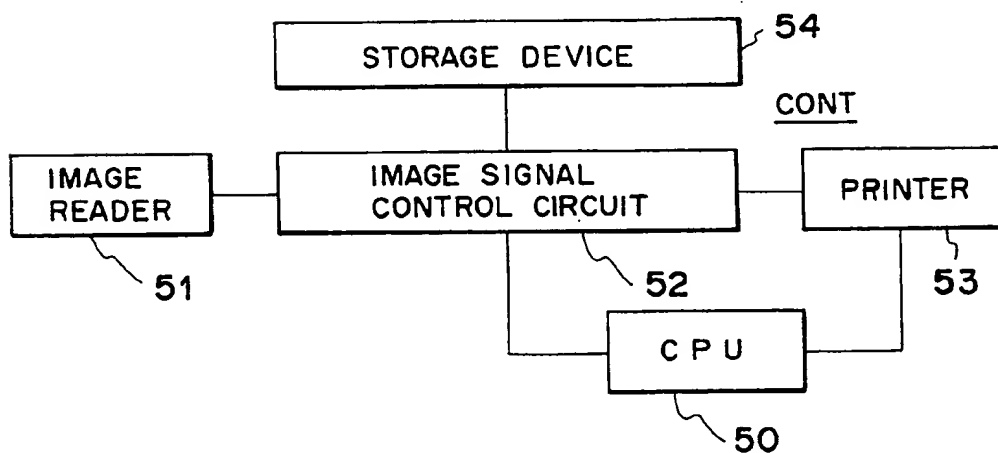 54
STORAGE DEVICE
CONT
IMAGE
READER
IMAGE SIGNAL
CONTROL CIRCUIT
PRINTER
51
52
53
CPU
50